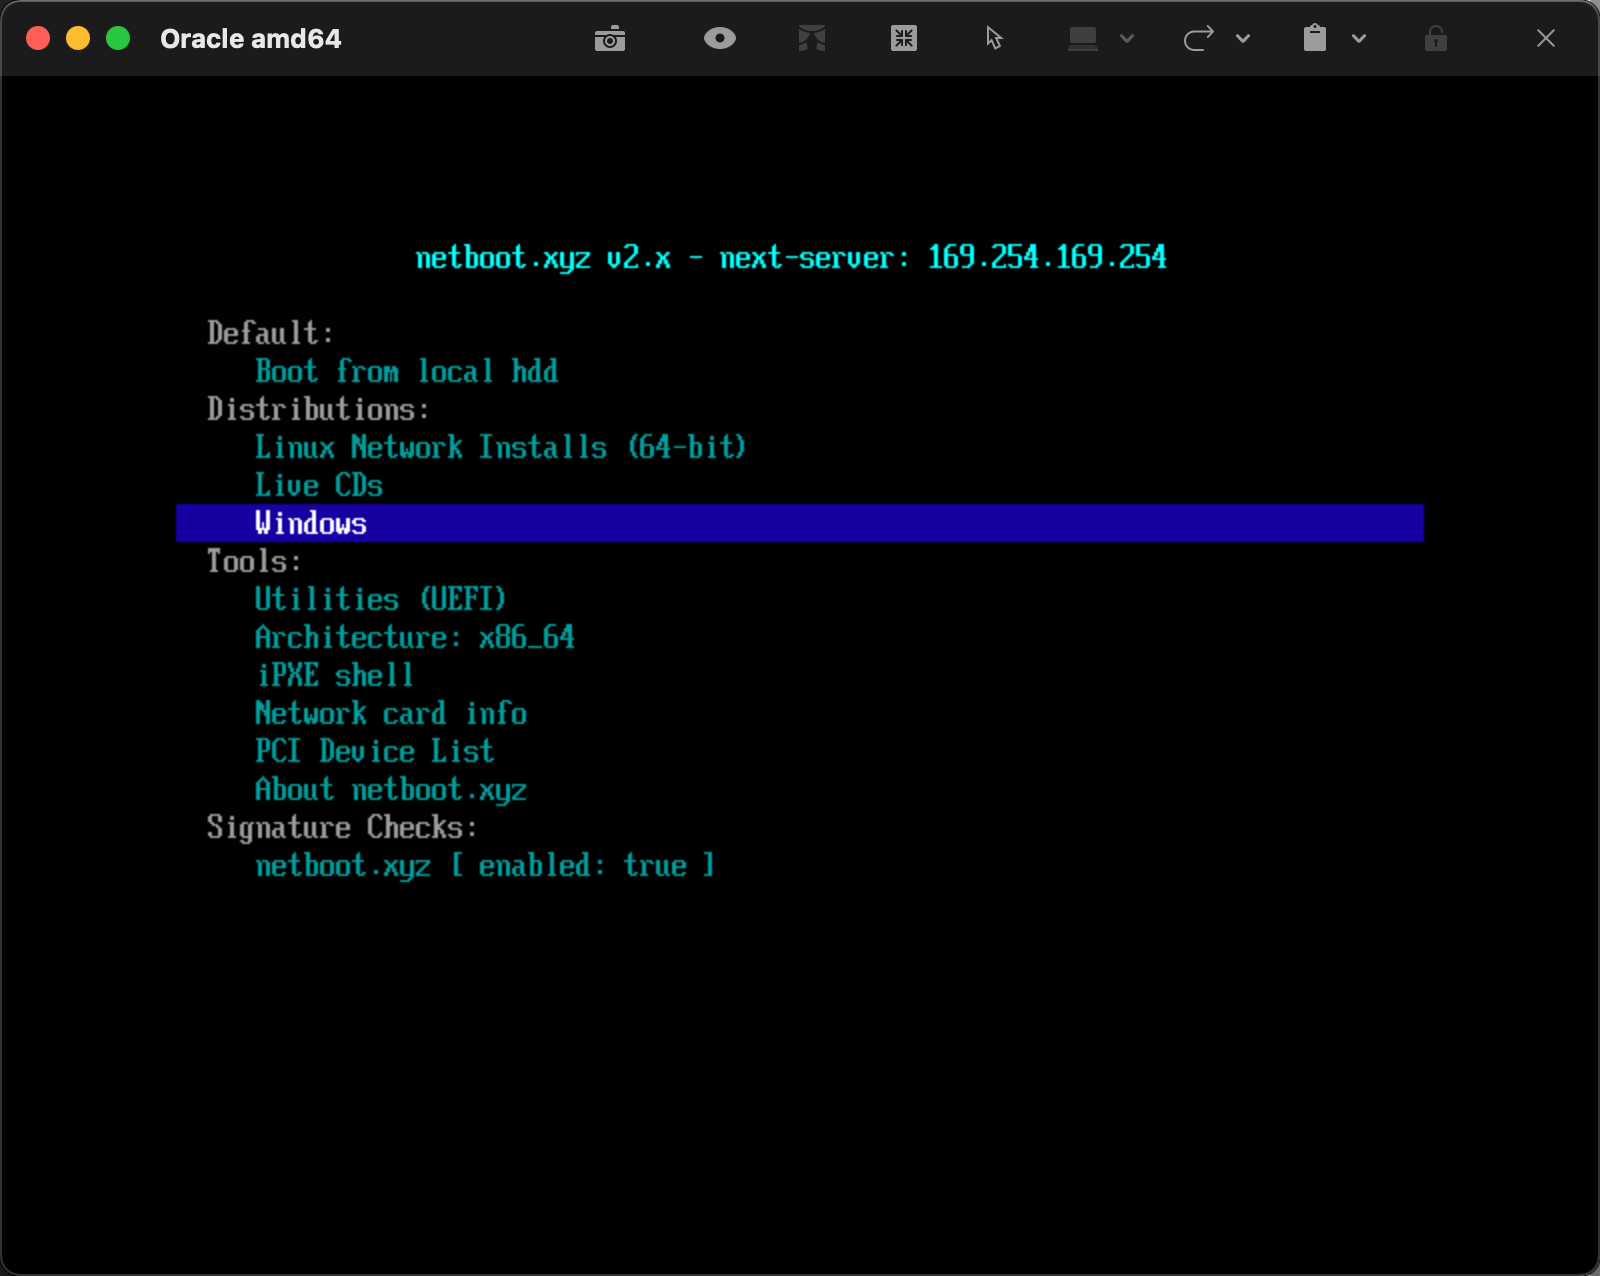 Oracle amd64
netboot.xyz v2.x - next-server: 169.254.169.254
Default:
Boot from local hdd
Distributions:
Linux Network Installs (64-bit)
Live CDs
Windows
Tools:
Utilities (UEFI)
Architecture: x86_64
iPXE shell
Network card info
PCI Device List
About netboot.xyz
Signature Checks:
netboot.xyz [ enabled: true ]